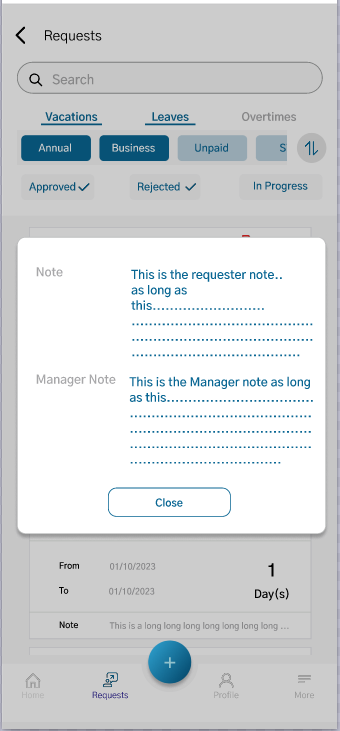 Requests
Search
Vacations Leaves Overtimes
Annual Business Unpaid S
Approved Rejected In Progress
Note This is the requester note..
as long as
this..........................
..........................................
..........................................
.......................................
Manager Note This is the Manager note as long
as this..................................
..........................................
..........................................
..........................................
...................................
Close
From 01/10/2023 1
To 01/10/2023 Day(s)
Note This is a long long long long long long long ...
+
Home Requests Profile More